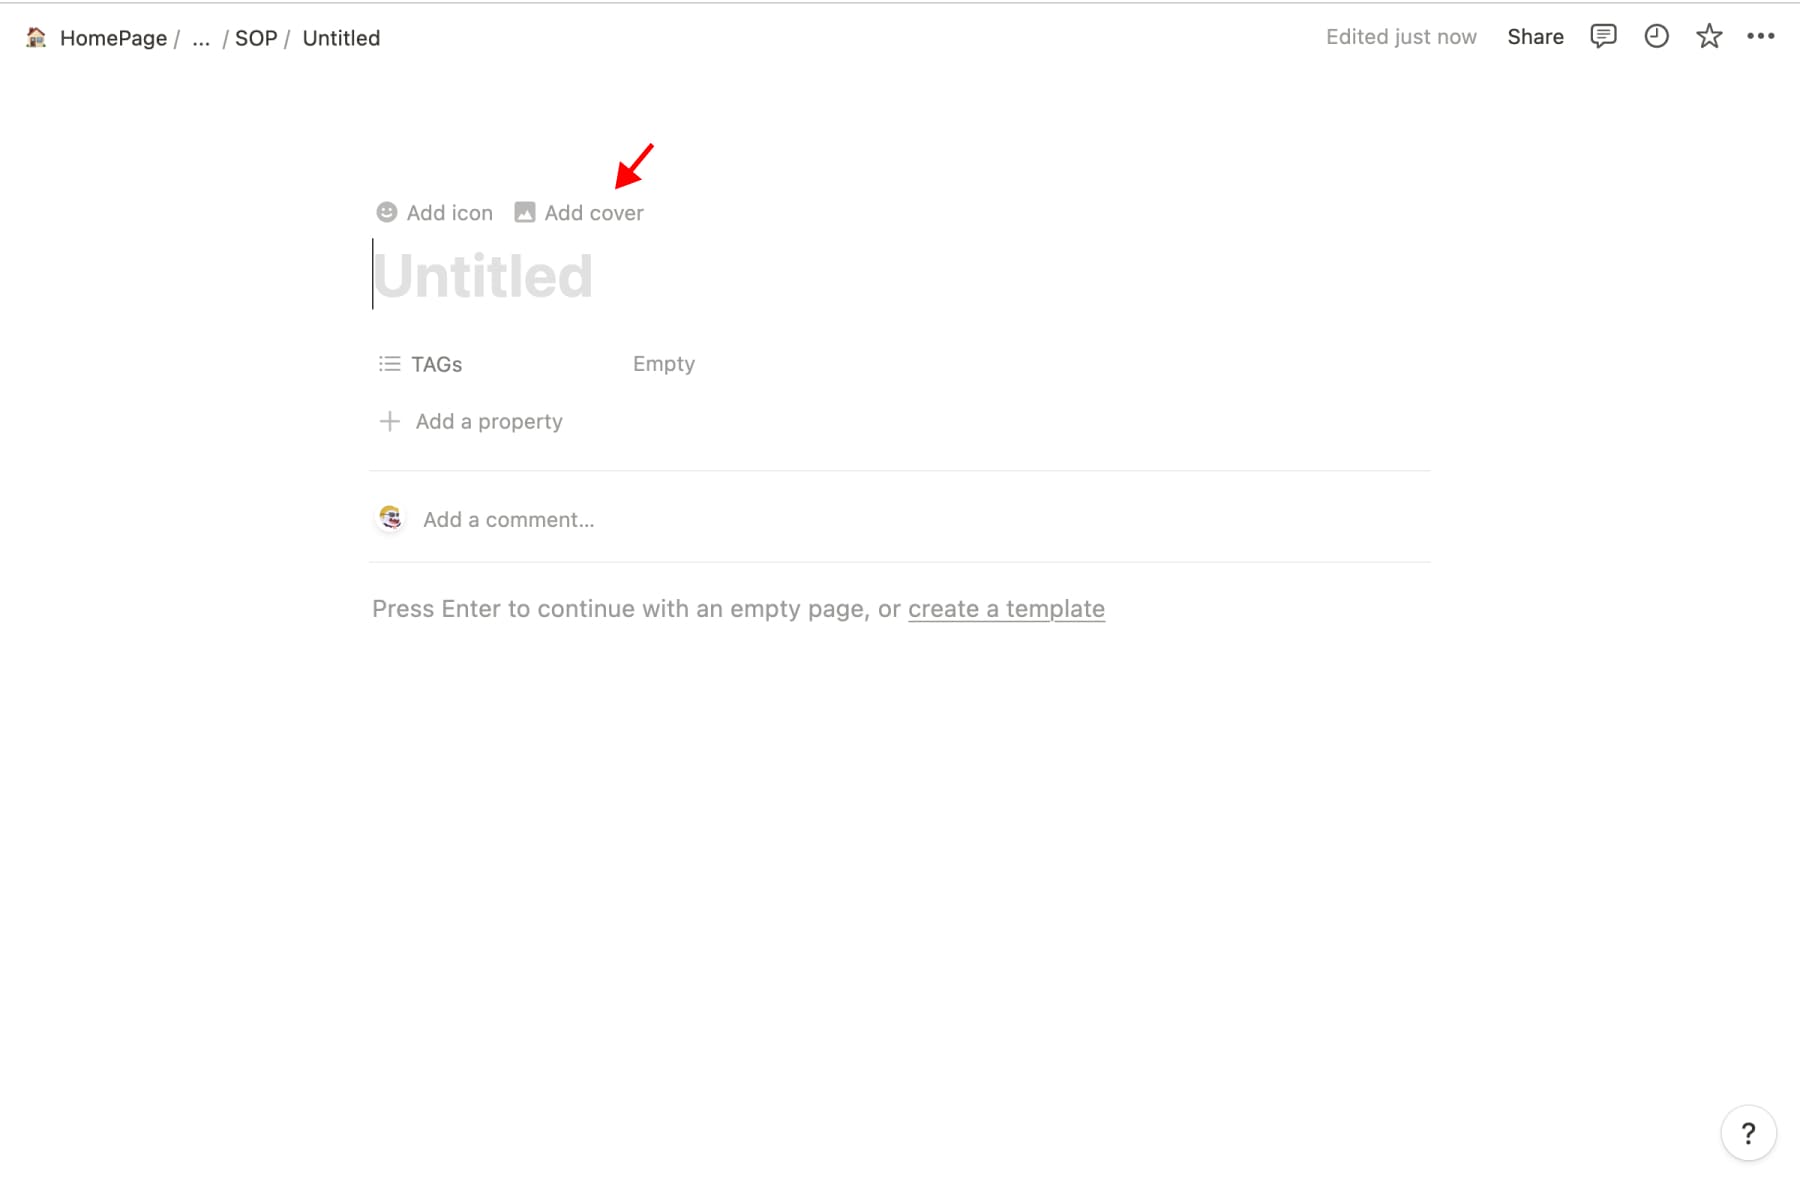 HomePage / ... / SOP / Untitled
Edited just now Share
Add icon Add cover
Untitled
TAGs Empty
Add a property
Add a comment...
Press Enter to continue with an empty page, or create a template
?